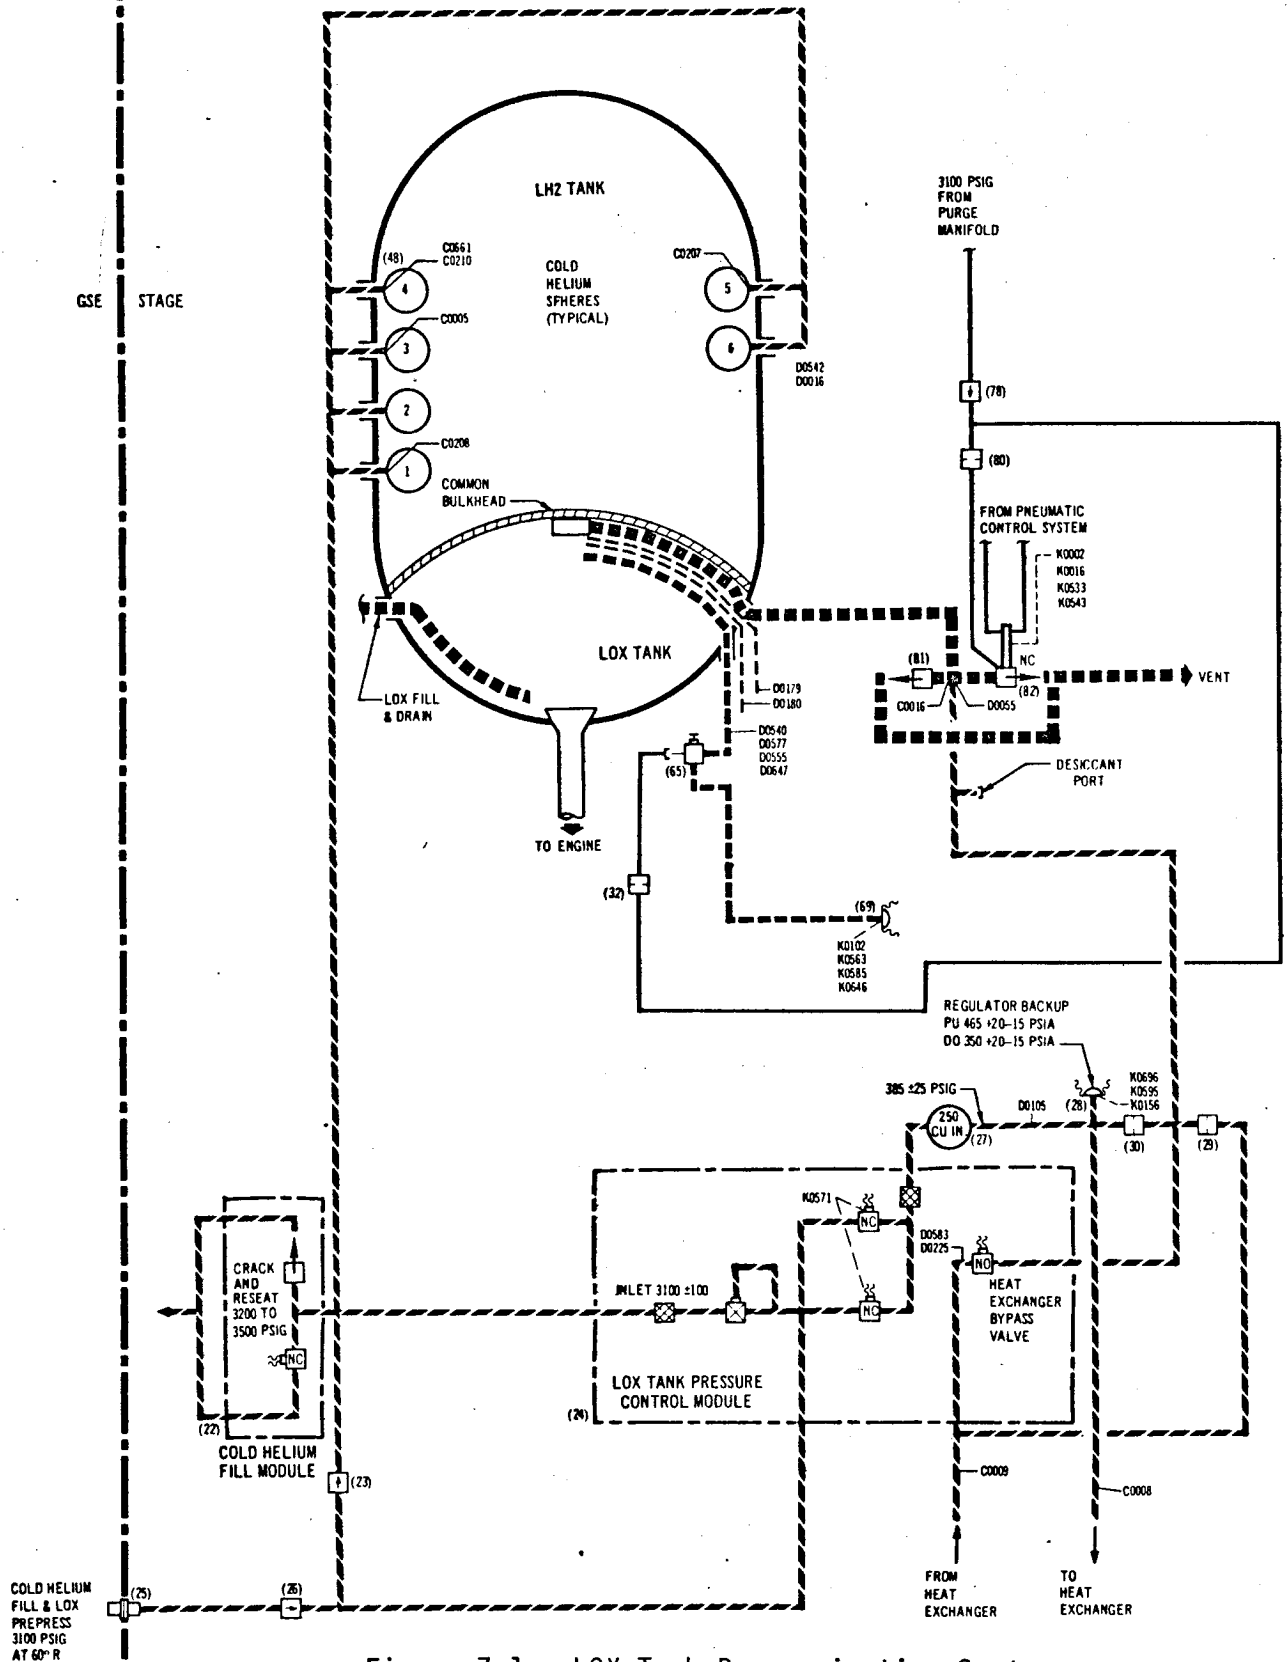 LH2 TANK
3100 PSIG
FROM
PURGE
MANIFOLD
GSE
STAGE
(48)
C0661
C0210
COLD
HELIUM
SPHERES
(TYPICAL)
C0207
4
5
C0005
3
6
D0542
D0016
2
C0208
1
(78)
(80)
COMMON
BULKHEAD
FROM PNEUMATIC
CONTROL SYSTEM
K0002
K0016
K0533
K0543
LOX TANK
(81)
NC
(82)
VENT
C0016
D0055
LOX FILL
& DRAIN
D0179
D0180
D0540
D0577
D0555
D0647
(65)
DESICCANT
PORT
TO ENGINE
(32)
(69)
K0102
K0563
K0585
K0646
REGULATOR BACKUP
PU 465 +20-15 PSIA
DO 350 +20-15 PSIA
385 ±25 PSIG
K0696
K0595
K0156
D0105
(28)
250
CU IN.
(27)
(30)
(29)
K0571
NC
D0583
D0225
NO
HEAT
EXCHANGER
BYPASS
VALVE
CRACK
AND
RESEAT
3200 TO
3500 PSIG
NC
INLET 3100 ±100
NC
LOX TANK PRESSURE
CONTROL MODULE
(24)
(22)
COLD HELIUM
FILL MODULE
(23)
C0009
C0008
COLD HELIUM
FILL & LOX
PREPRESS
3100 PSIG
AT 60° R
(25)
(26)
FROM
HEAT
EXCHANGER
TO
HEAT
EXCHANGER